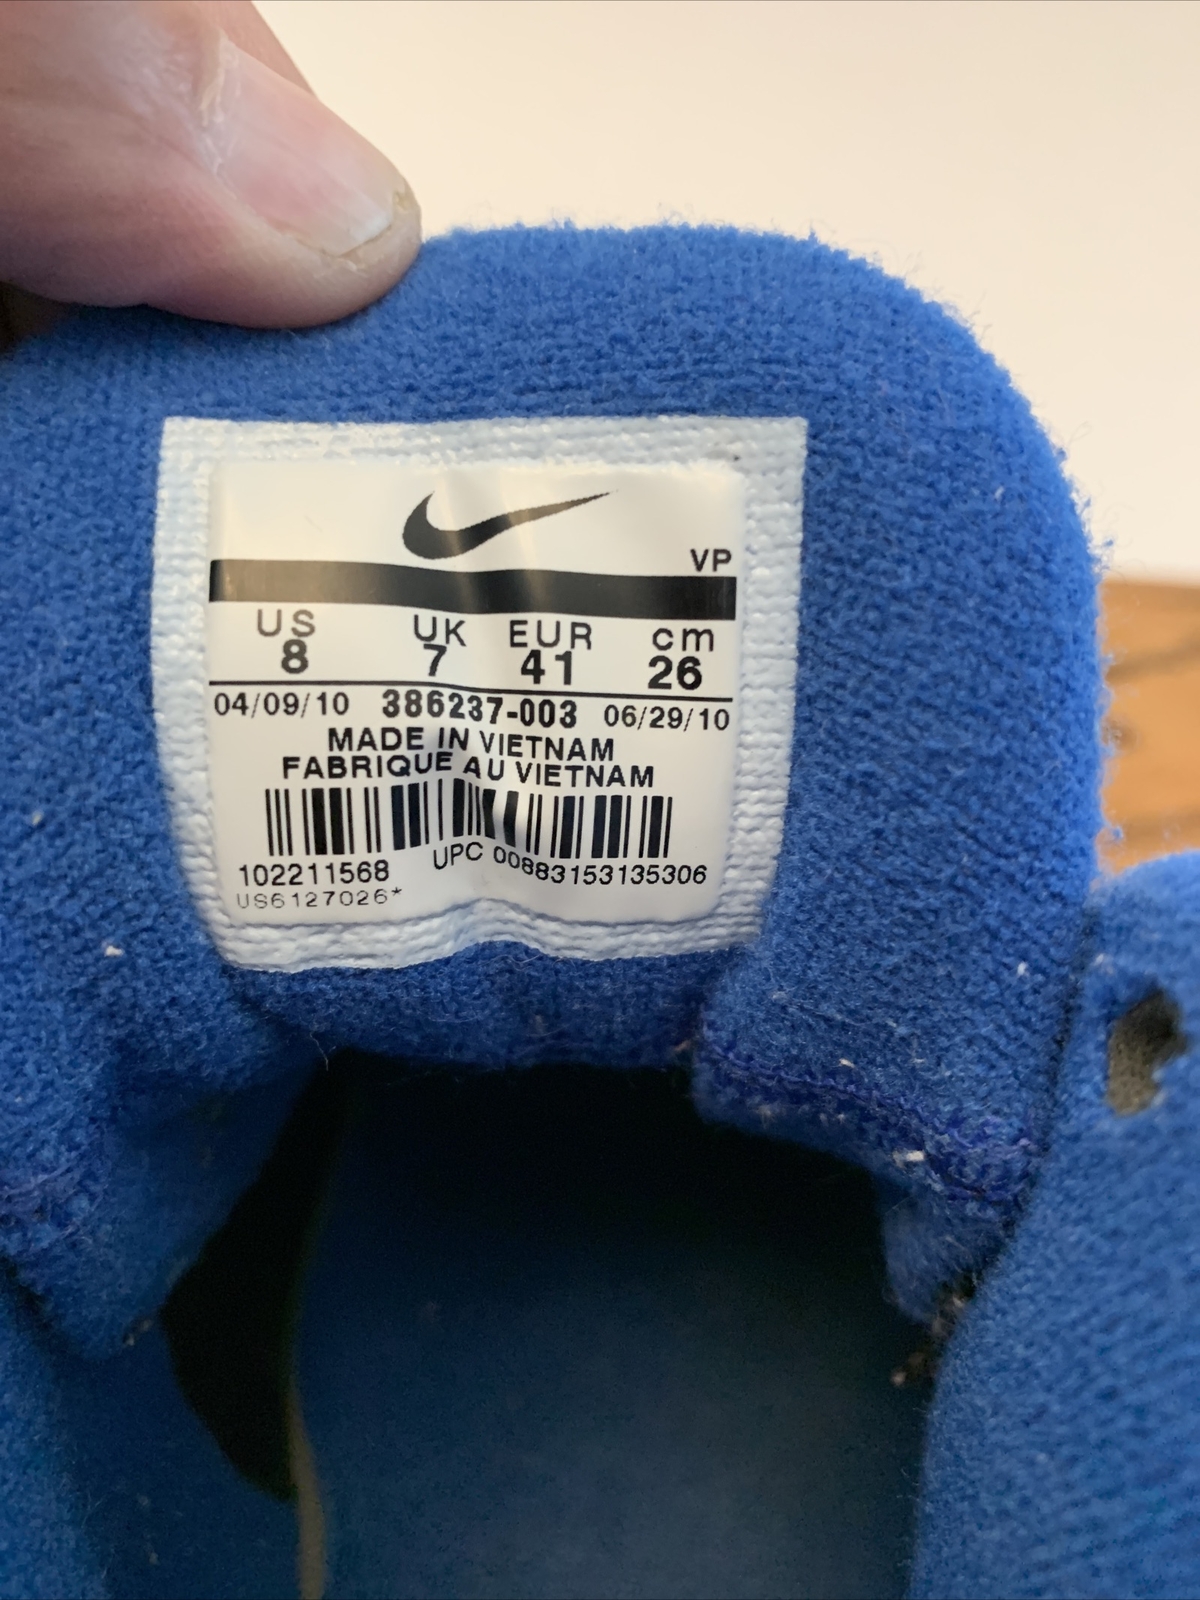 VP
US UK EUR cm
8 7 41 26
04/09/10 386237-003 06/29/10
MADE IN VIETNAM
FABRIQUE AU VIETNAM
102211568 UPC 00883153135306
US6127026*